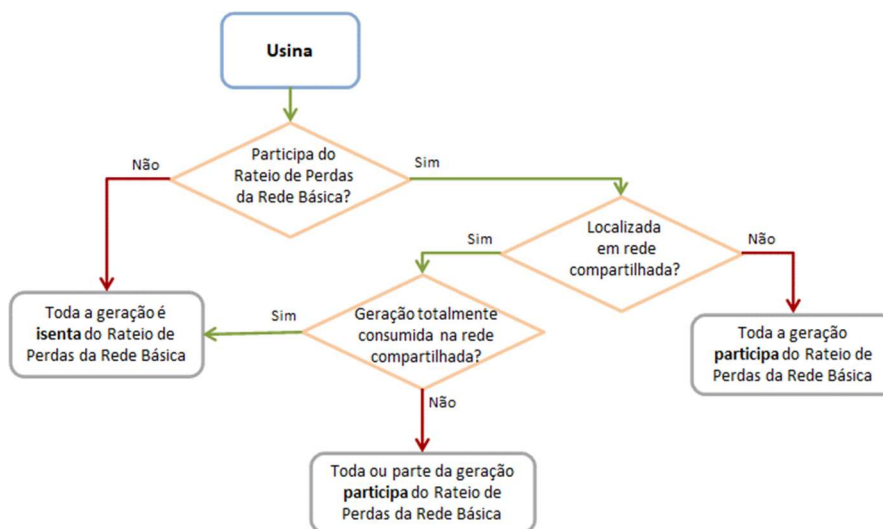 Usina
Participa do
Rateio de Perdas
da Rede Básica?
Não
Sim
Localizada
em rede
compartilhada?
Sim
Não
Geração totalmente
consumida na rede
compartilhada?
Sim
Toda a geração é
isenta do Rateio de
Perdas da Rede Básica
Toda a geração
participa do Rateio de
Perdas da Rede Básica
Não
Toda ou parte da geração
participa do Rateio de
Perdas da Rede Básica